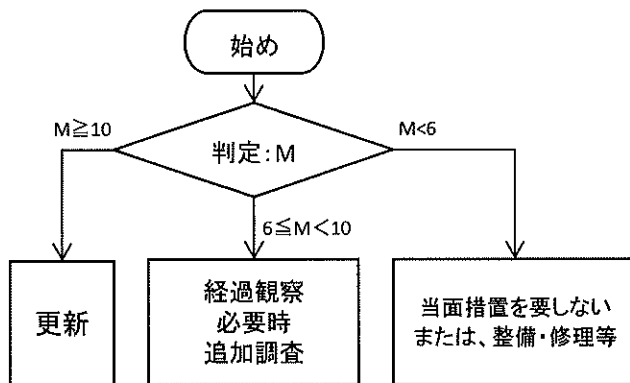 始め
M≧10
M<6
判定:M
6≦M<10
更新
経過観察
必要時
追加調査
当面措置を要しない
または、整備・修理等